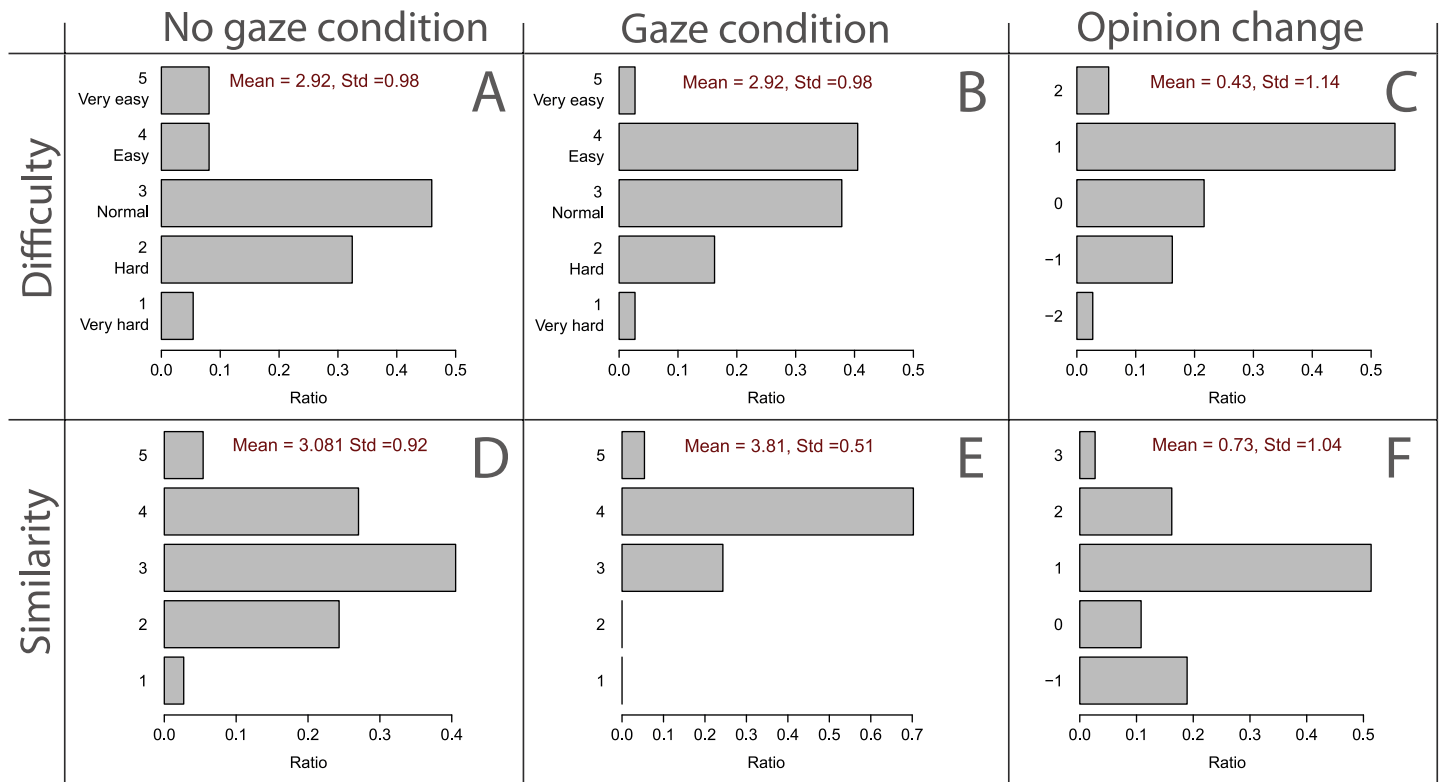 No gaze condition
Gaze condition
Opinion change
Difficulty
Mean = 2.92, Std =0.98
A
5
Very easy
4
Easy
3
Normal
2
Hard
1
Very hard
0.0 0.1 0.2 0.3 0.4 0.5
Ratio
Mean = 2.92, Std =0.98
B
5
Very easy
4
Easy
3
Normal
2
Hard
1
Very hard
0.0 0.1 0.2 0.3 0.4 0.5
Ratio
Mean = 0.43, Std =1.14
C
2
1
0
−1
−2
0.0 0.1 0.2 0.3 0.4 0.5
Ratio
Similarity
Mean = 3.081 Std =0.92
D
5
4
3
2
1
0.0 0.1 0.2 0.3 0.4
Ratio
Mean = 3.81, Std =0.51
E
5
4
3
2
1
0.0 0.1 0.2 0.3 0.4 0.5 0.6 0.7
Ratio
Mean = 0.73, Std =1.04
F
3
2
1
0
−1
0.0 0.1 0.2 0.3 0.4 0.5
Ratio